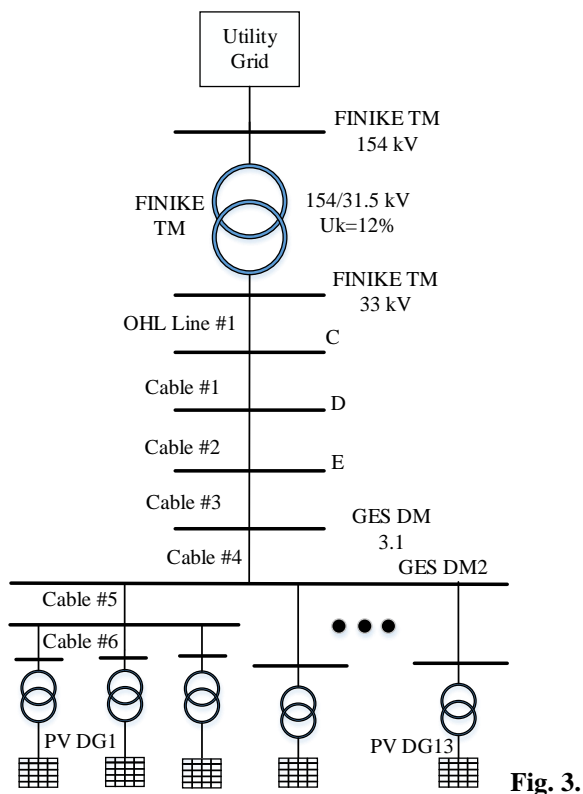 Utility
Grid
FINIKE TM
154 kV
FINIKE
TM
154/31.5 kV
Uk=12%
FINIKE TM
33 kV
OHL Line #1
C
Cable #1
D
Cable #2
E
Cable #3
GES DM
3.1
Cable #4
GES DM2
Cable #5
Cable #6
PV DG1
PV DG13
Fig. 3.